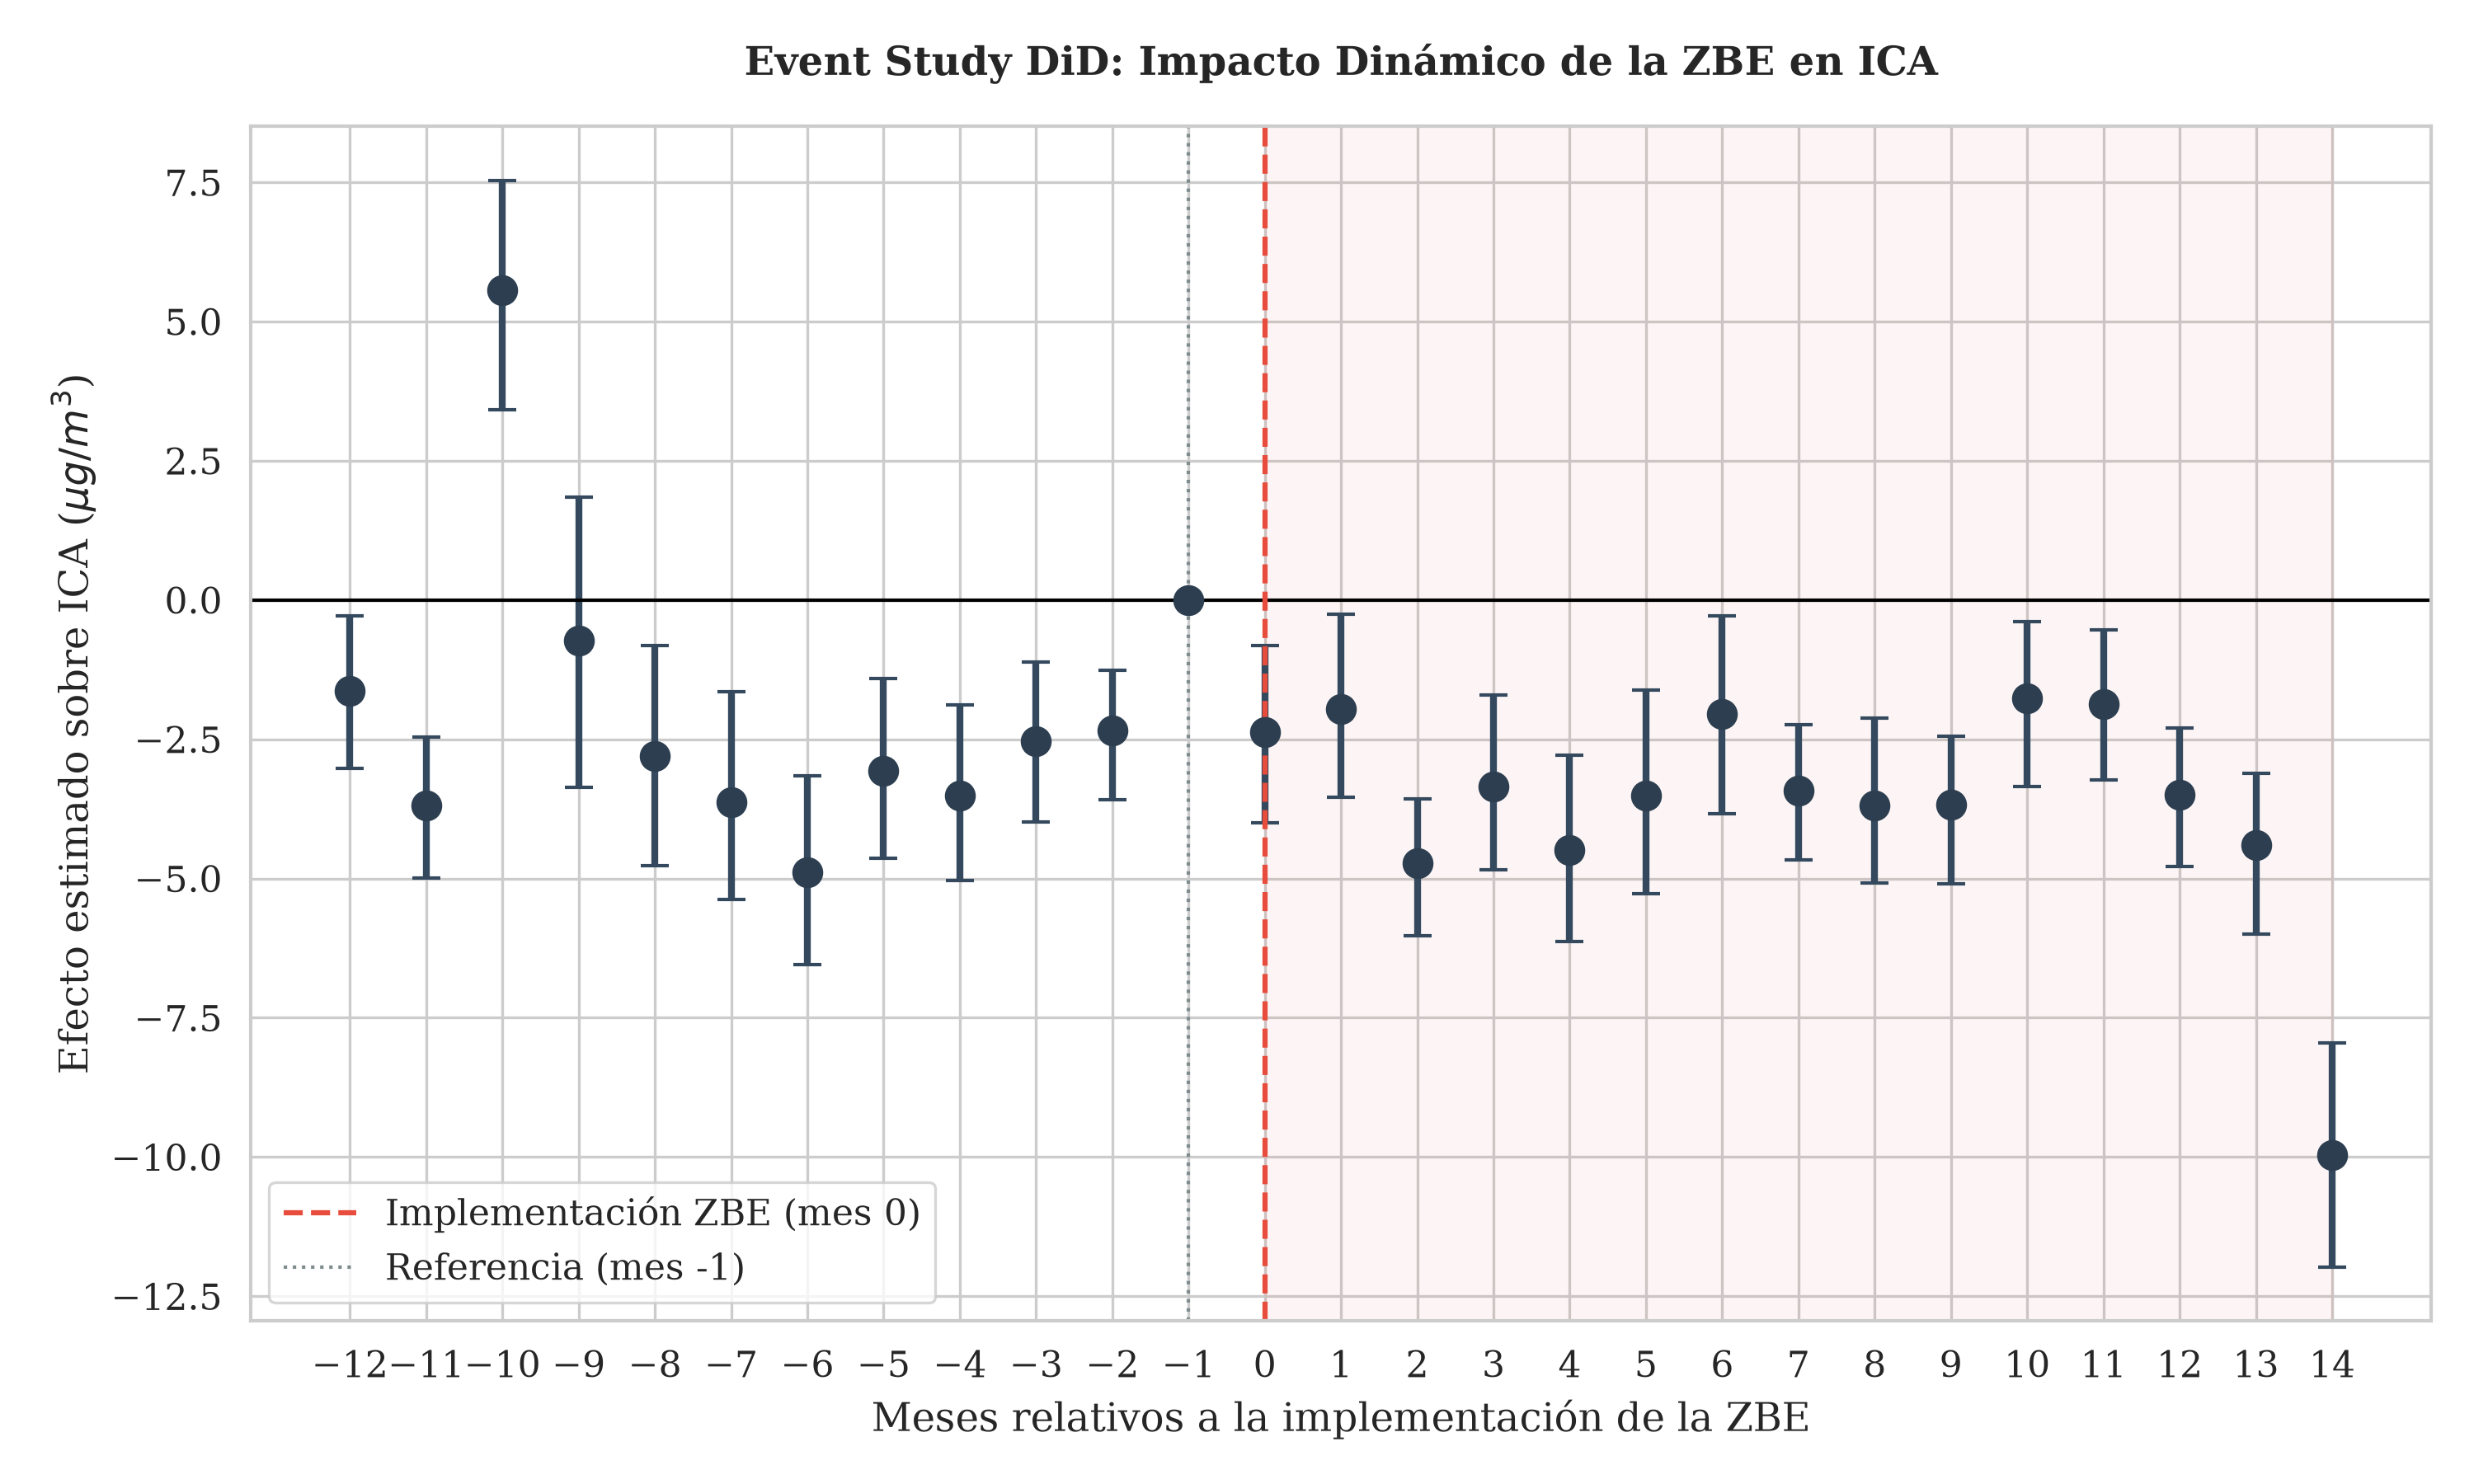 Event Study DiD: Impacto Dinámico de la ZBE en ICA
Efecto estimado sobre ICA (μg/m³)
7.5
5.0
2.5
0.0
−2.5
−5.0
−7.5
−10.0
−12.5
Implementación ZBE (mes 0)
Referencia (mes -1)
−12 −11 −10 −9 −8 −7 −6 −5 −4 −3 −2 −1 0 1 2 3 4 5 6 7 8 9 10 11 12 13 14
Meses relativos a la implementación de la ZBE